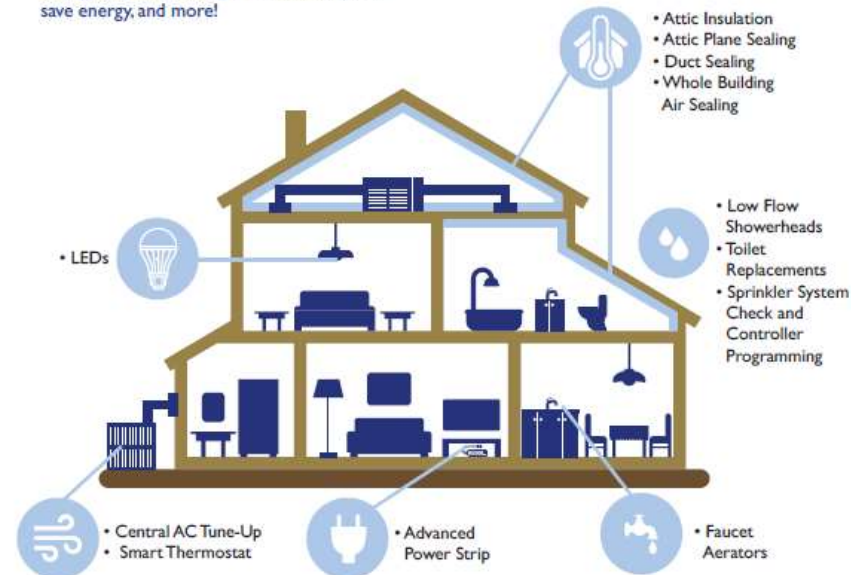 save energy, and more!
• Attic Insulation
• Attic Plane Sealing
• Duct Sealing
• Whole Building
Air Sealing
• LEDs
• Low Flow
Showerheads
• Toilet
Replacements
• Sprinkler System
Check and
Controller
Programming
• Central AC Tune-Up
• Smart Thermostat
• Advanced
Power Strip
• Faucet
Aerators